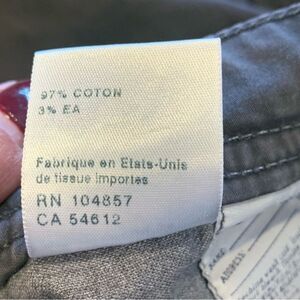 97% COTON
3% EA
Fabrique en Etats-Unis
de tissue importes
RN 104857
CA 54612